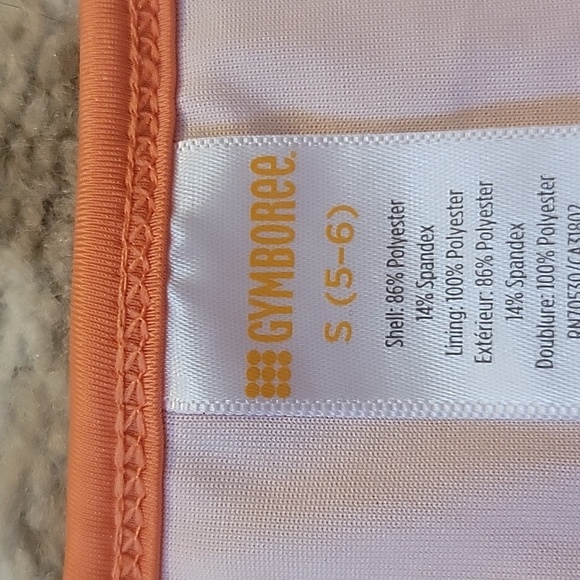 GYMBOREE
S (5-6)
Shell: 86% Polyester
14% Spandex
Lining: 100% Polyester
Extérieur: 86% Polyester
14% Spandex
Doublure: 100% Polyester